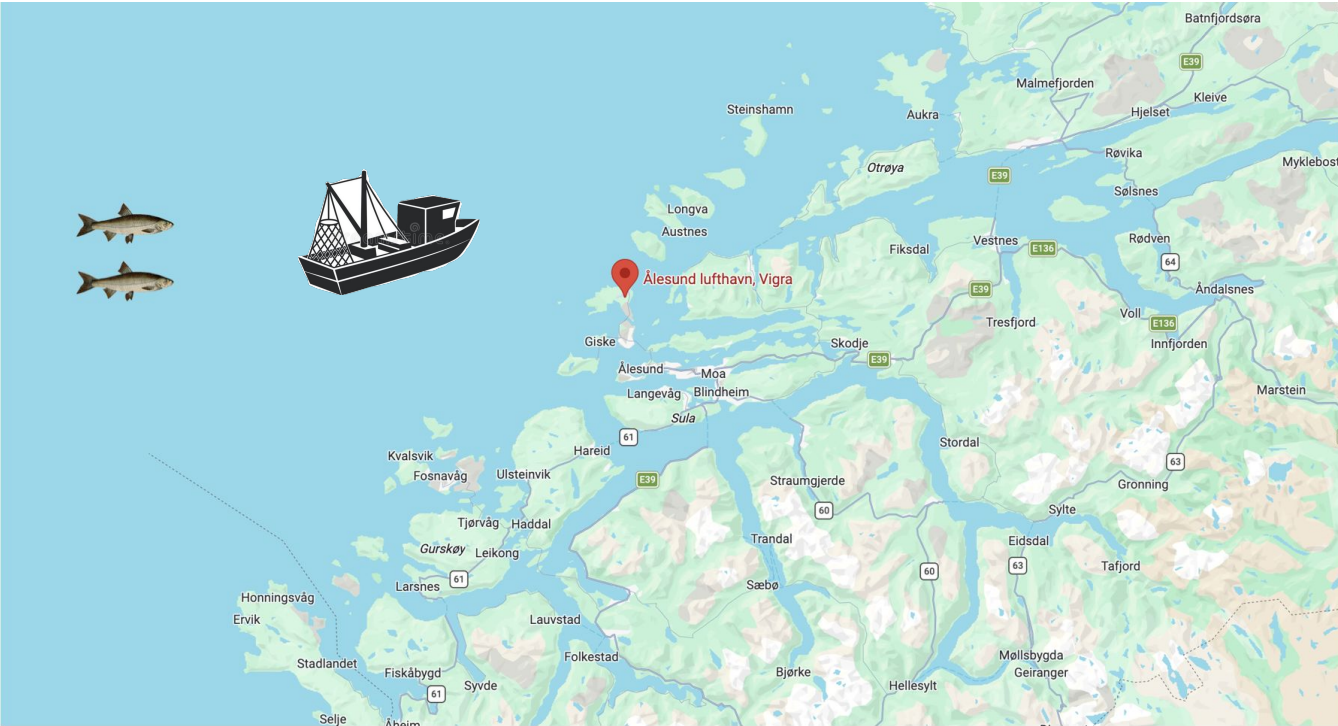 Batnfjordsøra
E39
Malmefjorden
Kleive
Steinshamn
Aukra
Hjelset
Røvika
Myklebost
Otrøya
E39
Sølsnes
Longva
Austnes
Fiksdal
Vestnes
E136
Rødven
64
Ålesund lufthavn, Vigra
E39
Åndalsnes
Voll
Tresfjord
E136
Innfjorden
Giske
Skodje
E39
Ålesund
Moa
Langevåg
Blindheim
Marstein
Sula
61
Stordal
Hareid
Kvalsvik
63
Fosnavåg
Ulsteinvik
E39
Straumgjerde
Gronning
60
Sylte
Tjørvåg
Haddal
Trandal
Eidsdal
Gurskøy
Leikong
63
Tafjord
60
61
Larsnes
Sæbø
Honningsvåg
Ervik
Lauvstad
Folkestad
Møllsbygda
Stadlandet
Fiskåbygd
Bjørke
Geiranger
Syvde
Hellesylt
61
Selje
Åheim